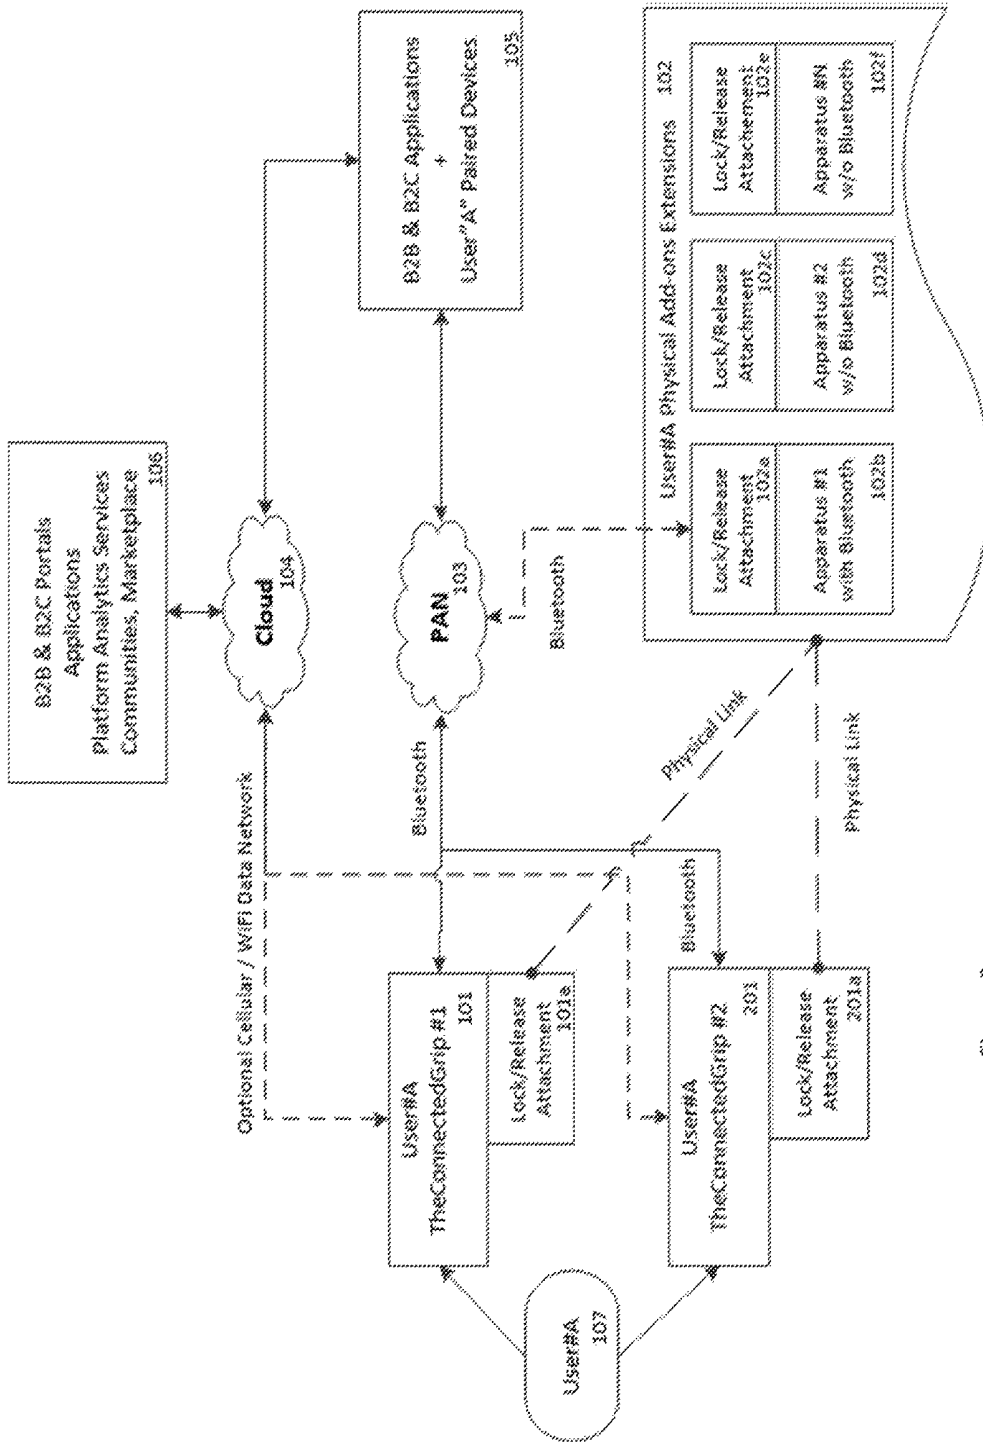 B2B & B2C Portals
Applications
Platform Analytics Services
Communities, Marketplace
106
Cloud
104
Optional Cellular / WiFi Data Network
B2B & B2C Applications
+
User"A" Paired Devices
105
PAN
103
Bluetooth
Bluetooth
Bluetooth
User#A
107
User#A
TheConnectedGrip #1
101
Lock/Release
Attachment
101a
User#A
TheConnectedGrip #2
201
Lock/Release
Attachment
201a
Physical Link
Physical Link
User#A Physical Add-ons Extensions 102
Lock/Release
Attachment
102a
Apparatus #1
with Bluetooth
102b
Lock/Release
Attachment
102c
Apparatus #2
w/o Bluetooth
102d
Lock/Release
Attachement
102e
Apparatus #N
w/o Bluetooth
102f